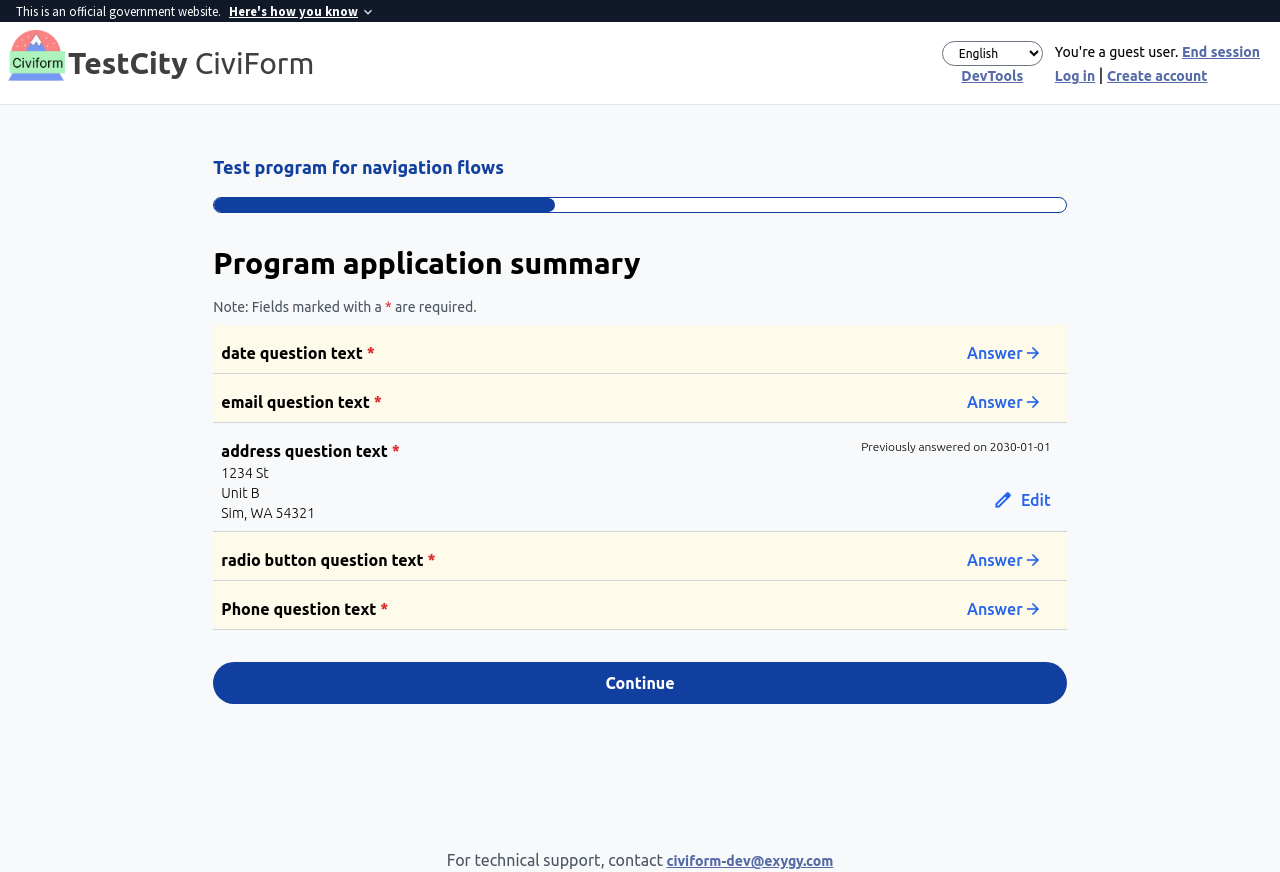 This is an official government website. Here's how you know
Civiform
TestCity CiviForm
English
DevTools
You're a guest user. End session
Log in | Create account
Test program for navigation flows
Program application summary
Note: Fields marked with a * are required.
date question text *
Answer
email question text *
Answer
address question text *
Previously answered on 2030-01-01
1234 St
Unit B
Sim, WA 54321
Edit
radio button question text *
Answer
Phone question text *
Answer
Continue
For technical support, contact civiform-dev@exygy.com